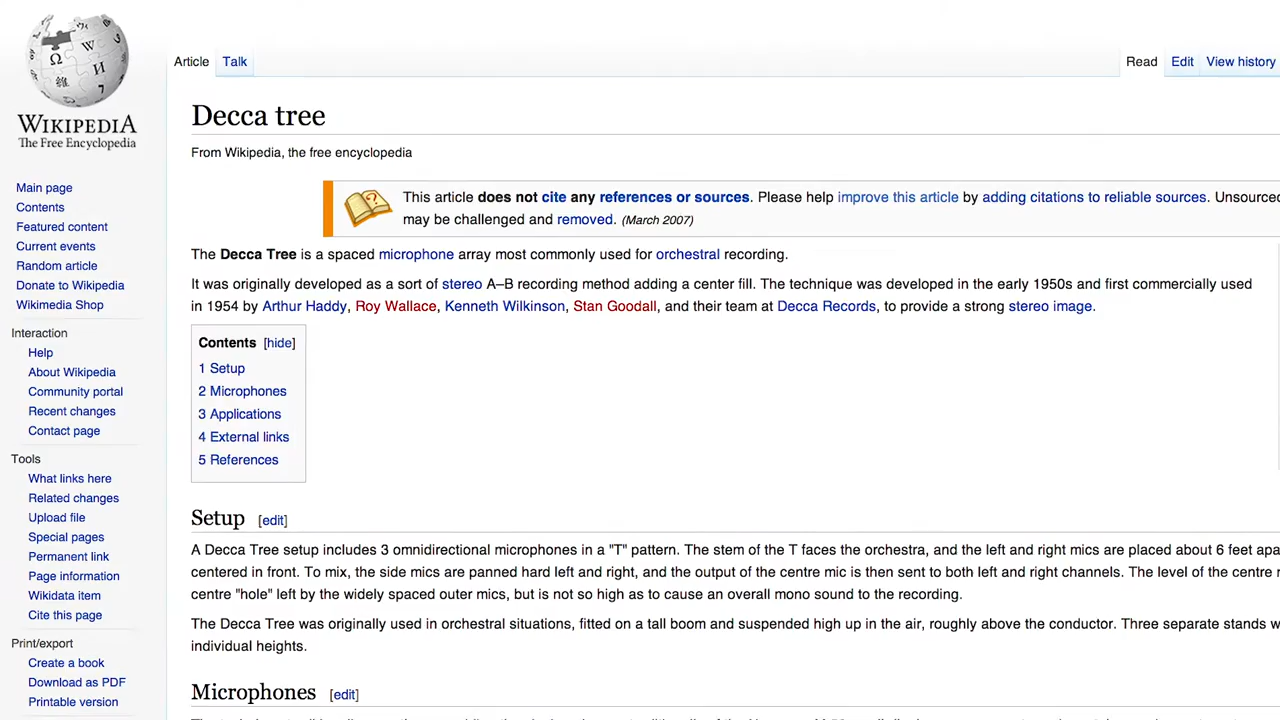 Article Talk Read Edit View history
WIKIPEDIA
The Free Encyclopedia
Main page
Contents
Featured content
Current events
Random article
Donate to Wikipedia
Wikimedia Shop
Interaction
Help
About Wikipedia
Community portal
Recent changes
Contact page
Tools
What links here
Related changes
Upload file
Special pages
Permanent link
Page information
Wikidata item
Cite this page
Print/export
Create a book
Download as PDF
Printable version
Decca tree
From Wikipedia, the free encyclopedia
This article does not cite any references or sources. Please help improve this article by adding citations to reliable sources. Unsourced
may be challenged and removed. (March 2007)
The Decca Tree is a spaced microphone array most commonly used for orchestral recording.
It was originally developed as a sort of stereo A–B recording method adding a center fill. The technique was developed in the early 1950s and first commercially used
in 1954 by Arthur Haddy, Roy Wallace, Kenneth Wilkinson, Stan Goodall, and their team at Decca Records, to provide a strong stereo image.
Contents [hide]
1 Setup
2 Microphones
3 Applications
4 External links
5 References
Setup [edit]
A Decca Tree setup includes 3 omnidirectional microphones in a "T" pattern. The stem of the T faces the orchestra, and the left and right mics are placed about 6 feet
centered in front. To mix, the side mics are panned hard left and right, and the output of the centre mic is then sent to both left and right channels. The level of the centre
centre "hole" left by the widely spaced outer mics, but is not so high as to cause an overall mono sound to the recording.
The Decca Tree was originally used in orchestral situations, fitted on a tall boom and suspended high up in the air, roughly above the conductor. Three separate stands
individual heights.
Microphones [edit]